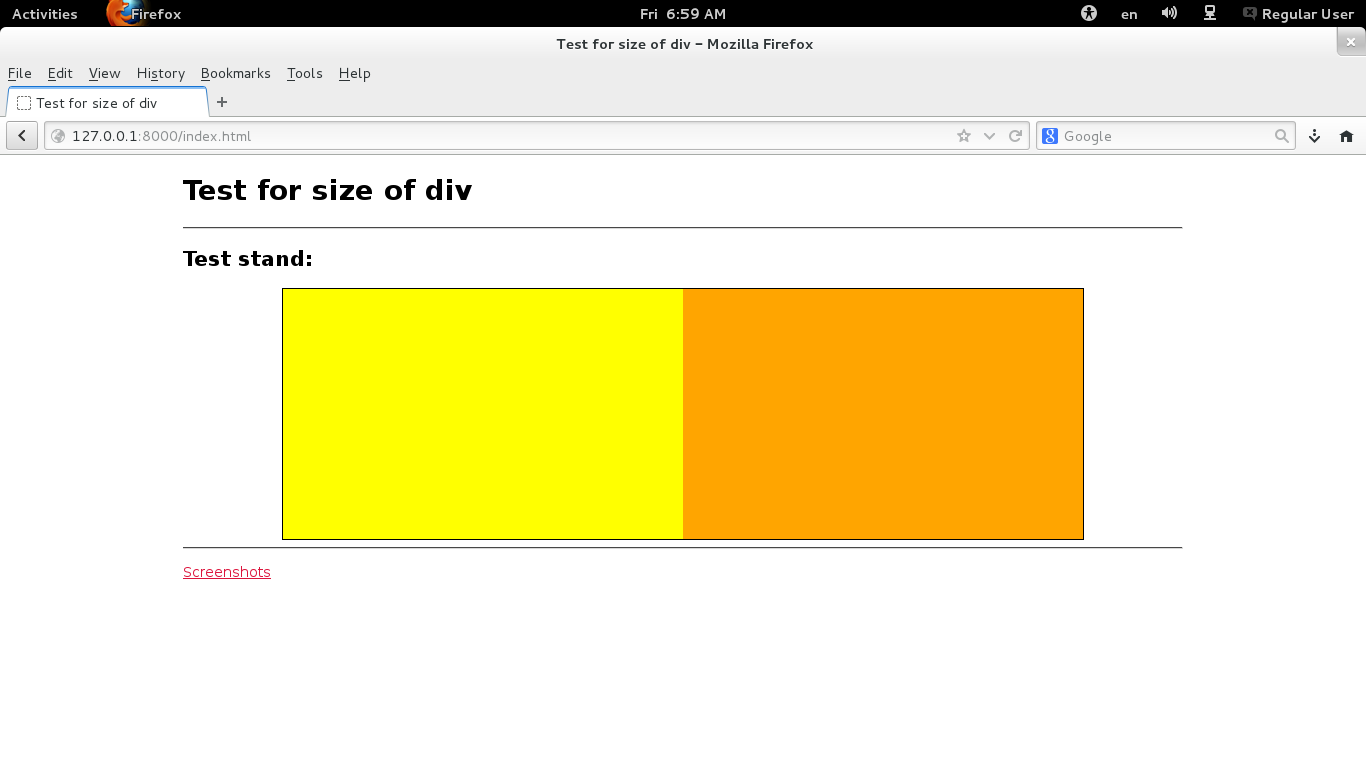 Activities Firefox Fri 6:59 AM en Regular User
Test for size of div - Mozilla Firefox
File Edit View History Bookmarks Tools Help
Test for size of div
127.0.0.1:8000/index.html Google
Test for size of div
Test stand:
Screenshots